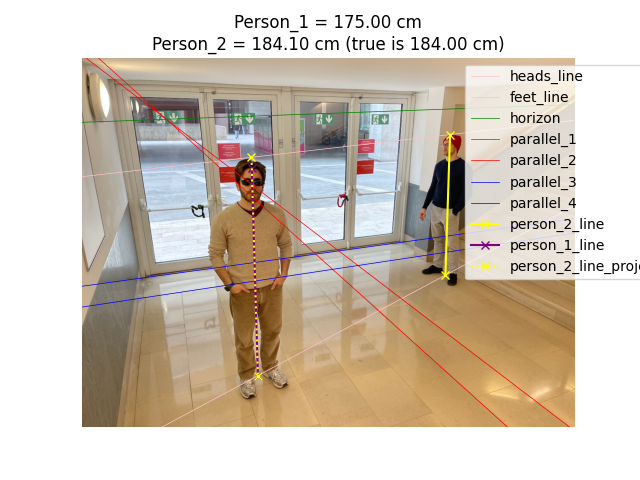 Person_1 = 175.00 cm
Person_2 = 184.10 cm (true is 184.00 cm)
heads_line
feet_line
horizon
parallel_1
parallel_2
parallel_3
parallel_4
person_2_line
person_1_line
person_2_line_proj